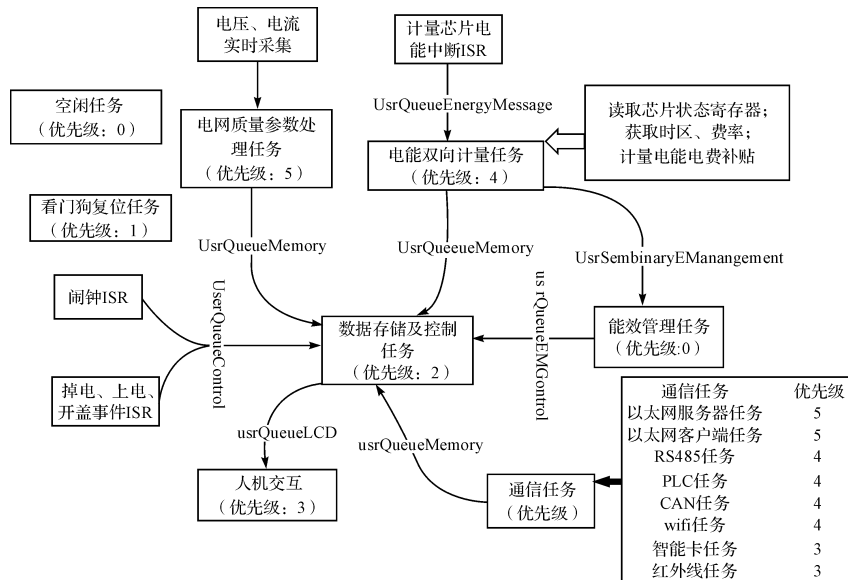 电压、电流
实时采集
计量芯片电
能中断ISR
UsrQueueEnergyMessage
空闲任务
（优先级：0）
电网质量参数处
理任务
（优先级：5）
电能双向计量任务
（优先级：4）
读取芯片状态寄存器；
获取时区、费率；
计量电能电费补贴
看门狗复位任务
（优先级：1）
UsrQueueMemory
UsrQueeueMemory
UsrSembinaryEManangement
闹钟ISR
UserQueueControl
数据存储及控制
任务
（优先级：2）
us rQueueEMGontrol
能效管理任务
（优先级:0）
掉电、上电、
开盖事件ISR
usrQueueLCD
usrQueueMemory
人机交互
（优先级：3）
通信任务
（优先级）
通信任务 优先级
以太网服务器任务 5
以太网客户端任务 5
RS485任务 4
PLC任务 4
CAN任务 4
wifi任务 4
智能卡任务 3
红外线任务 3